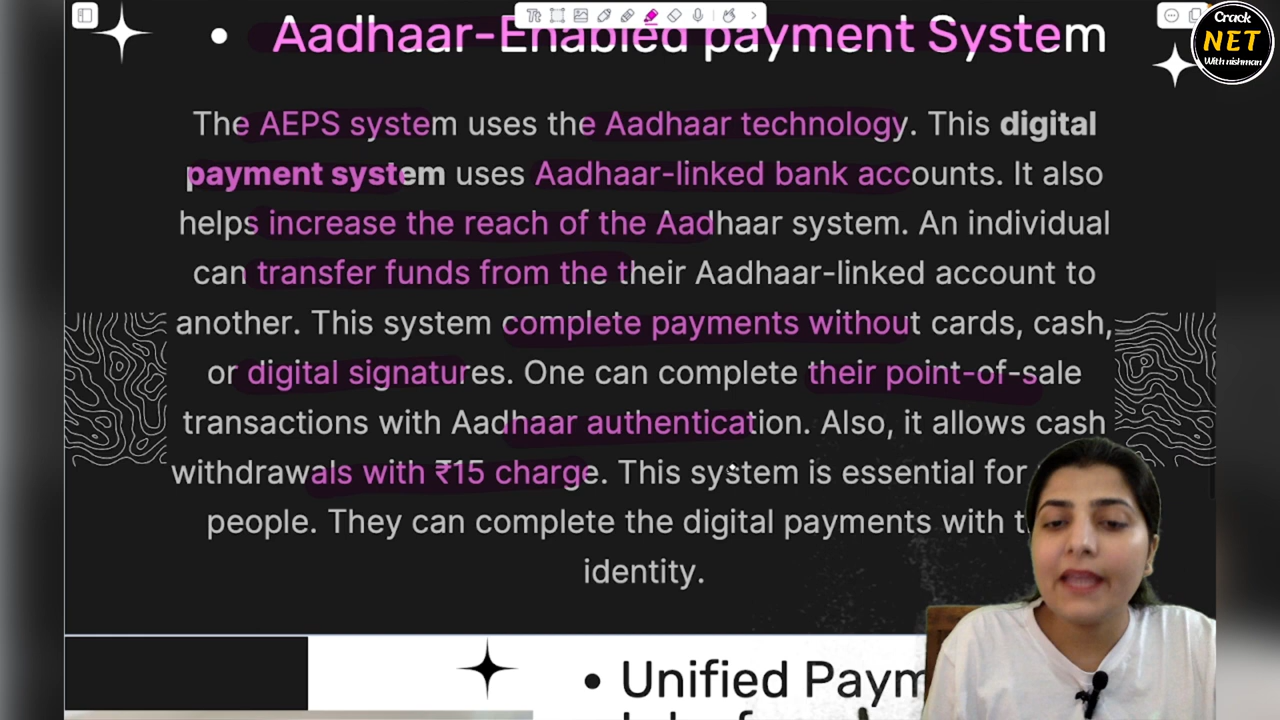 • Aadhaar-Enabled payment System
Crack
NET
With nishman
The AEPS system uses the Aadhaar technology. This digital
payment system uses Aadhaar-linked bank accounts. It also
helps increase the reach of the Aadhaar system. An individual
can transfer funds from the their Aadhaar-linked account to
another. This system complete payments without cards, cash,
or digital signatures. One can complete their point-of-sale
transactions with Aadhaar authentication. Also, it allows cash
withdrawals with ₹15 charge. This system is essential for
people. They can complete the digital payments with
identity.
• Unified